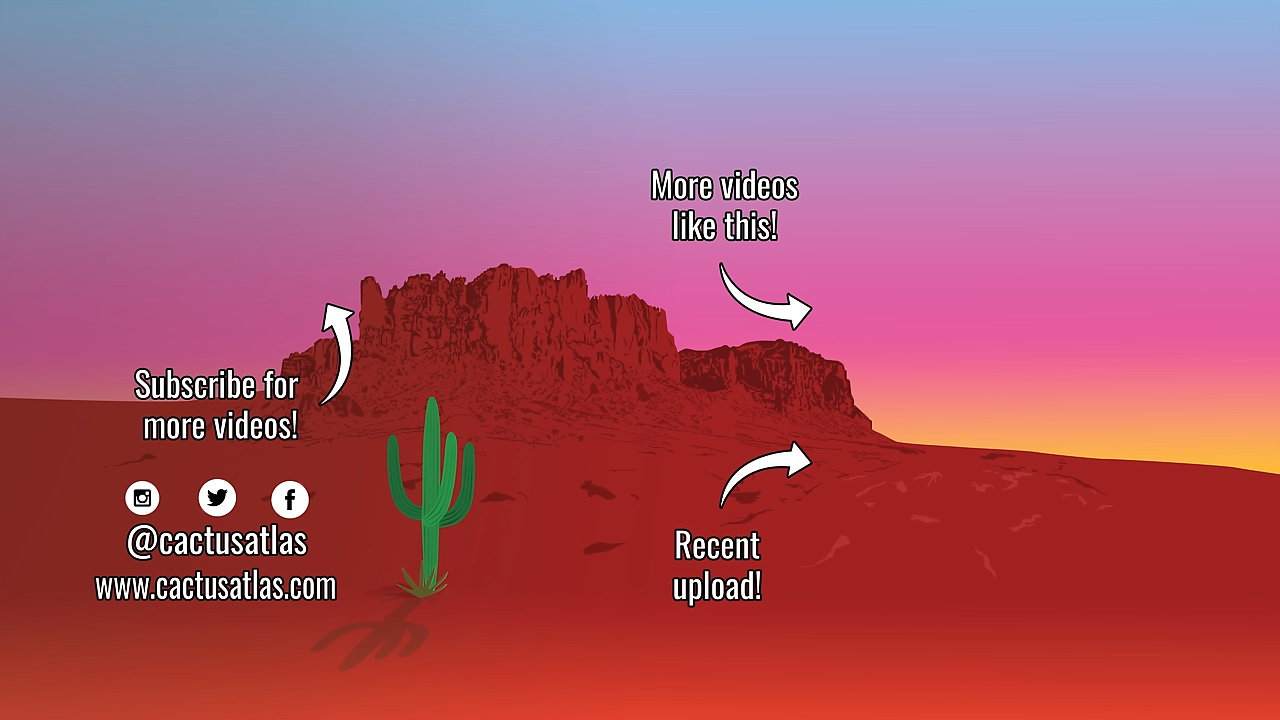 More videos
like this!
Subscribe for
more videos!
@cactusatlas
www.cactusatlas.com
Recent
upload!